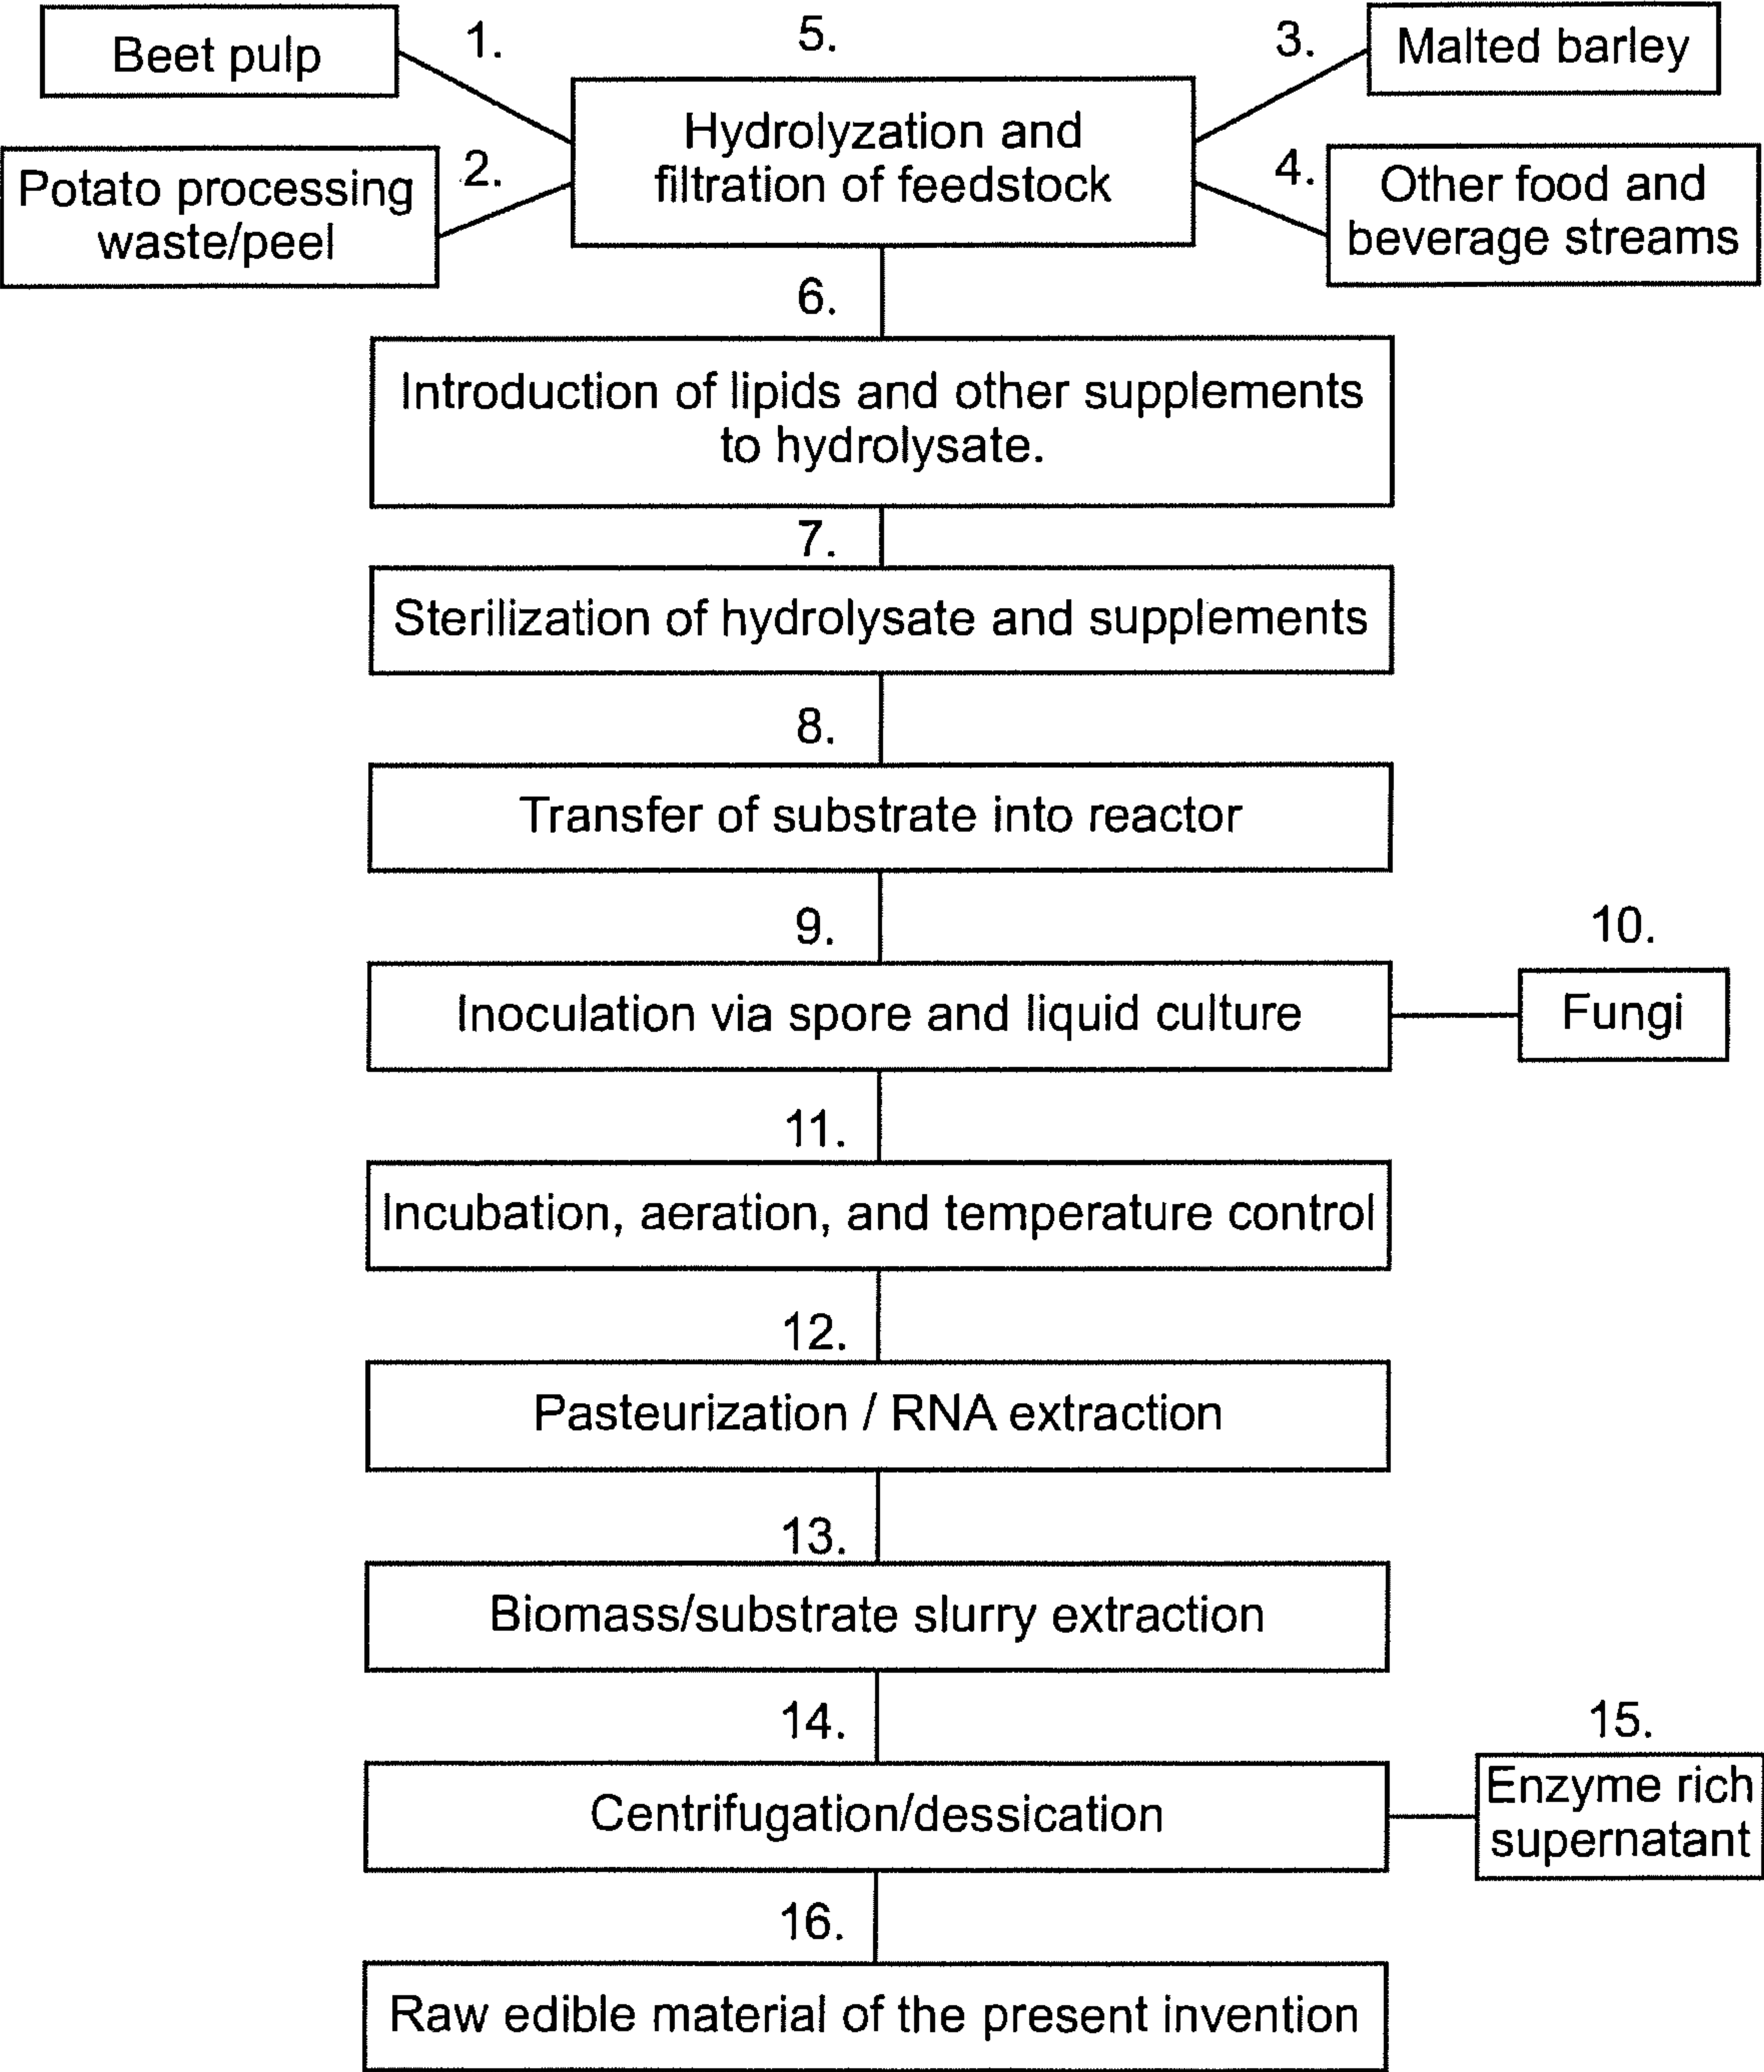 Beet pulp
1.
5.
3.
Malted barley
Hydrolyzation and
filtration of feedstock
Potato processing
waste/peel
2.
4.
Other food and
beverage streams
6.
Introduction of lipids and other supplements
to hydrolysate.
7.
Sterilization of hydrolysate and supplements
8.
Transfer of substrate into reactor
9.
10.
Inoculation via spore and liquid culture
Fungi
11.
Incubation, aeration, and temperature control
12.
Pasteurization / RNA extraction
13.
Biomass/substrate slurry extraction
14.
15.
Centrifugation/dessication
Enzyme rich
supernatant
16.
Raw edible material of the present invention